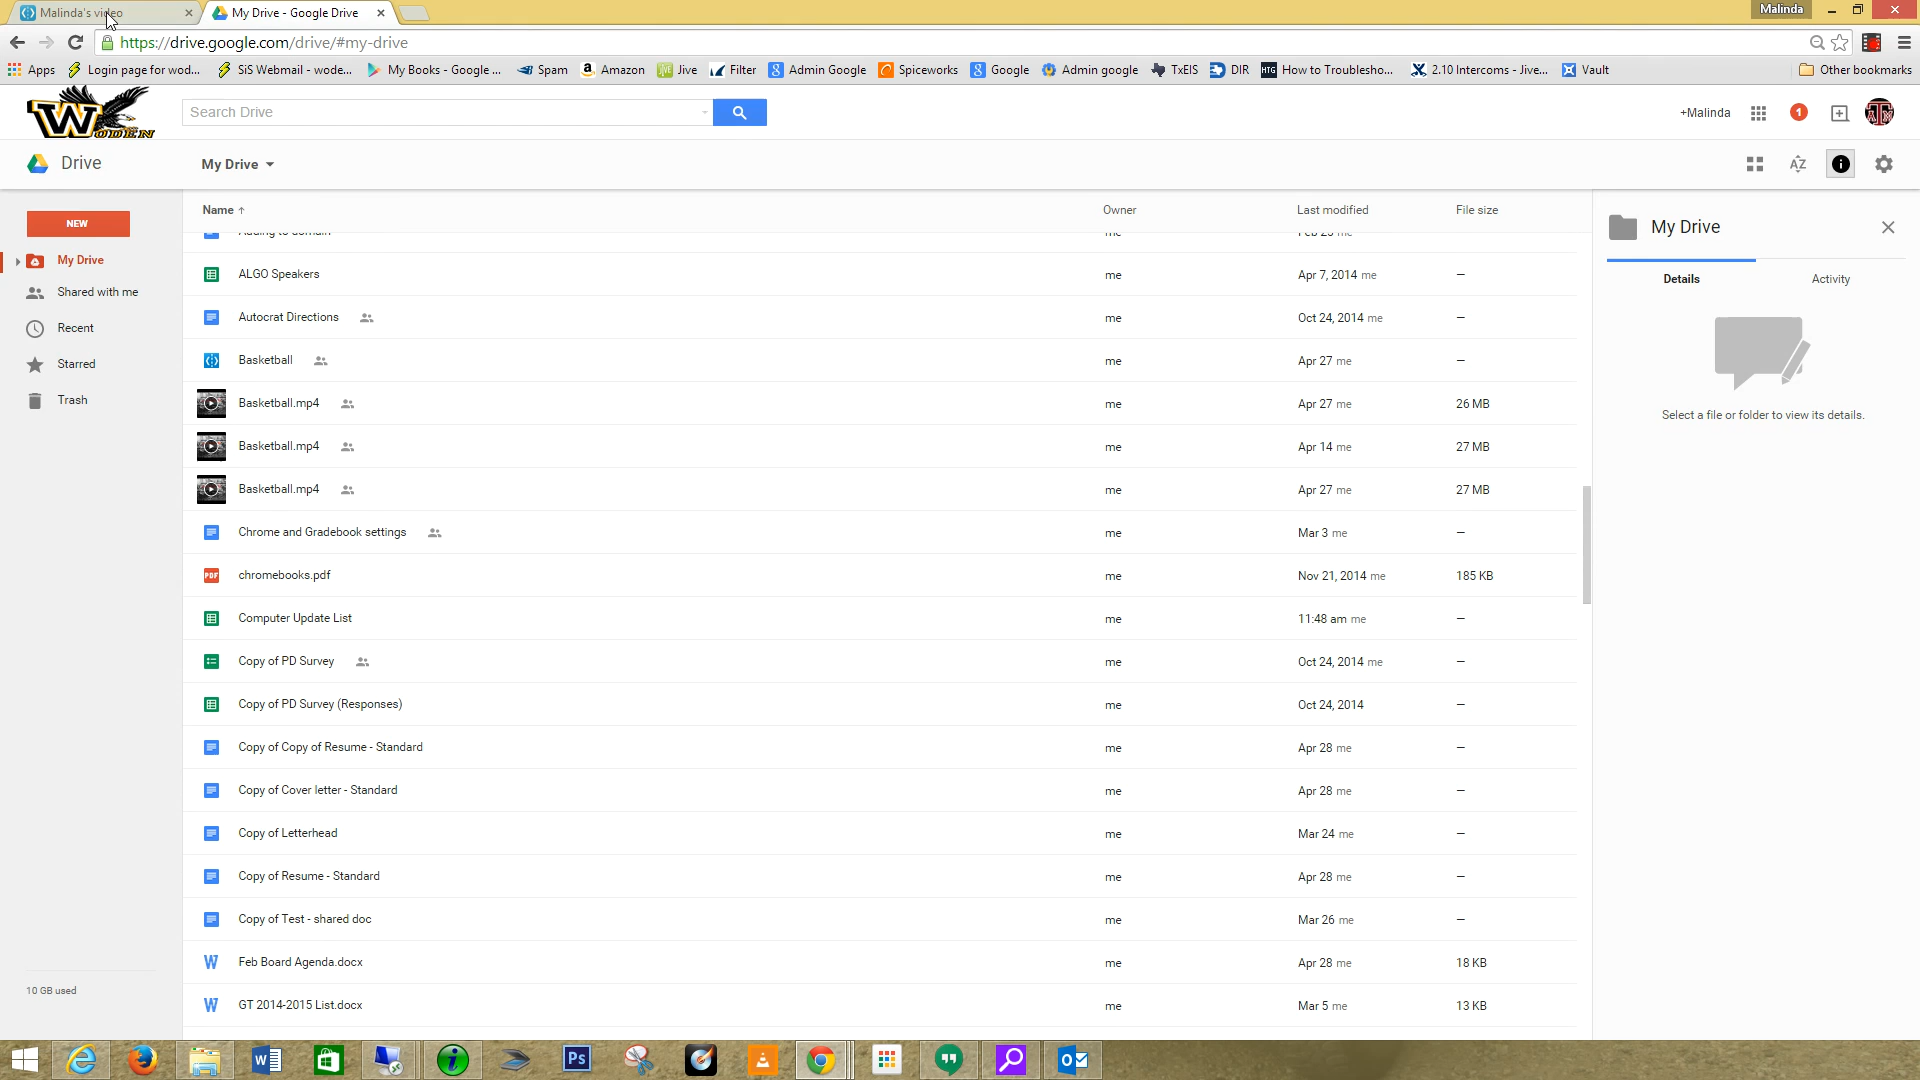 Malinda's video
My Drive - Google Drive
Malinda
https://drive.google.com/drive/#my-drive
Apps
Login page for wod...
SiS Webmail - wode...
My Books - Google ...
Spam
Amazon
Jive
Filter
Admin Google
Spiceworks
Google
Admin google
TxEIS
DIR
How to Troublesho...
2.10 Intercoms - Jive...
Vault
Other bookmarks
WODEN
Search Drive
+Malinda
1
Drive
My Drive
NEW
My Drive
Shared with me
Recent
Starred
Trash
10 GB used
Name
Owner
Last modified
File size
Adding to domain me Feb 25 me
ALGO Speakers me Apr 7, 2014 me —
Autocrat Directions me Oct 24, 2014 me —
Basketball me Apr 27 me —
Basketball.mp4 me Apr 27 me 26 MB
Basketball.mp4 me Apr 14 me 27 MB
Basketball.mp4 me Apr 27 me 27 MB
Chrome and Gradebook settings me Mar 3 me —
chromebooks.pdf me Nov 21, 2014 me 185 KB
Computer Update List me 11:48 am me —
Copy of PD Survey me Oct 24, 2014 me —
Copy of PD Survey (Responses) me Oct 24, 2014 —
Copy of Copy of Resume - Standard me Apr 28 me —
Copy of Cover letter - Standard me Apr 28 me —
Copy of Letterhead me Mar 24 me —
Copy of Resume - Standard me Apr 28 me —
Copy of Test - shared doc me Mar 26 me —
Feb Board Agenda.docx me Apr 28 me 18 KB
GT 2014-2015 List.docx me Mar 5 me 13 KB
My Drive
Details
Activity
Select a file or folder to view its details.